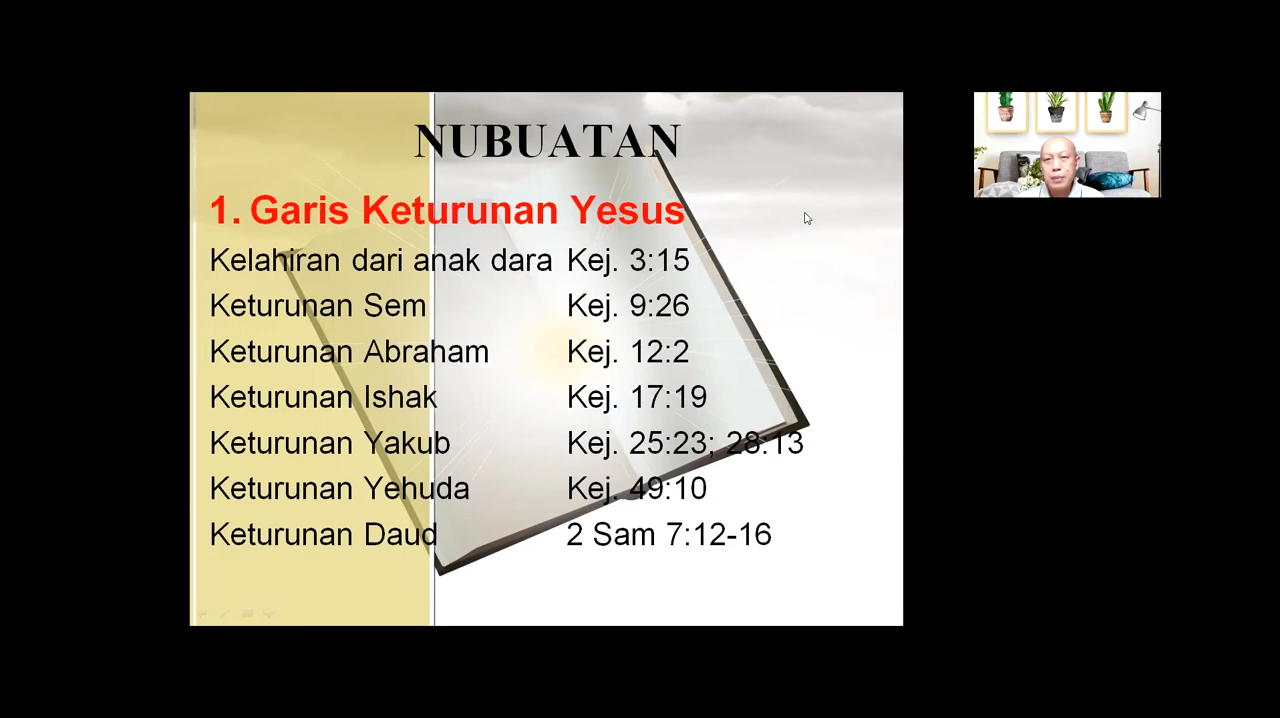 NUBUATAN
1. Garis Keturunan Yesus
Kelahiran dari anak dara Kej. 3:15
Keturunan Sem Kej. 9:26
Keturunan Abraham Kej. 12:2
Keturunan Ishak Kej. 17:19
Keturunan Yakub Kej. 25:23; 28:13
Keturunan Yehuda Kej. 49:10
Keturunan Daud 2 Sam 7:12-16